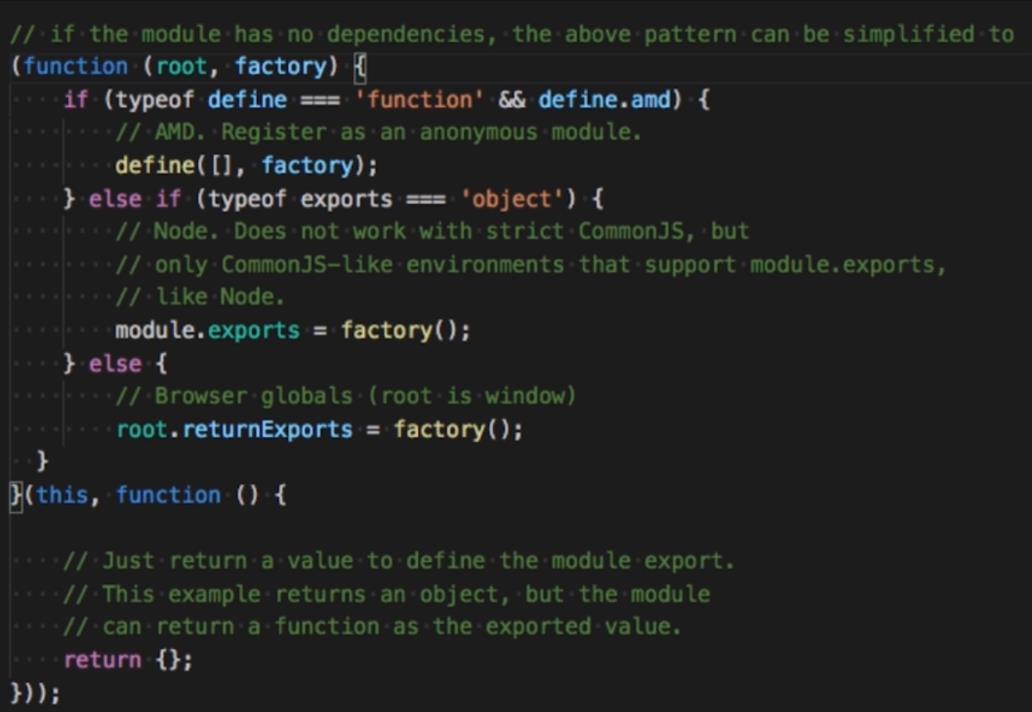 // if the module has no dependencies, the above pattern can be simplified to
(function (root, factory) {
    if (typeof define === 'function' && define.amd) {
        // AMD. Register as an anonymous module.
        define([], factory);
    } else if (typeof exports === 'object') {
        // Node. Does not work with strict CommonJS, but
        // only CommonJS-like environments that support module.exports,
        // like Node.
        module.exports = factory();
    } else {
        // Browser globals (root is window)
        root.returnExports = factory();
  }
}(this, function () {

    // Just return a value to define the module export.
    // This example returns an object, but the module
    // can return a function as the exported value.
    return {};
}));